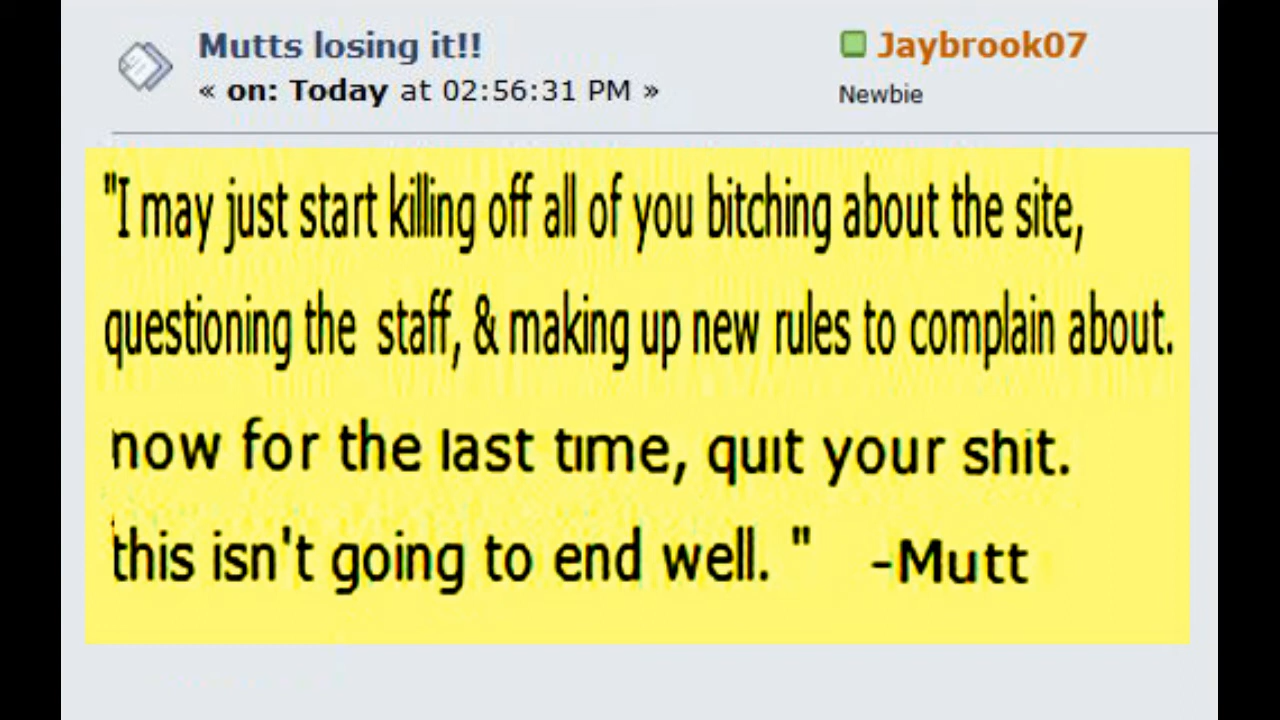 Mutts losing it!!
« on: Today at 02:56:31 PM »
Jaybrook07
Newbie
"I may just start killing off all of you bitching about the site,
questioning the staff, & making up new rules to complain about.
now for the last time, quit your shit.
this isn't going to end well. " -Mutt